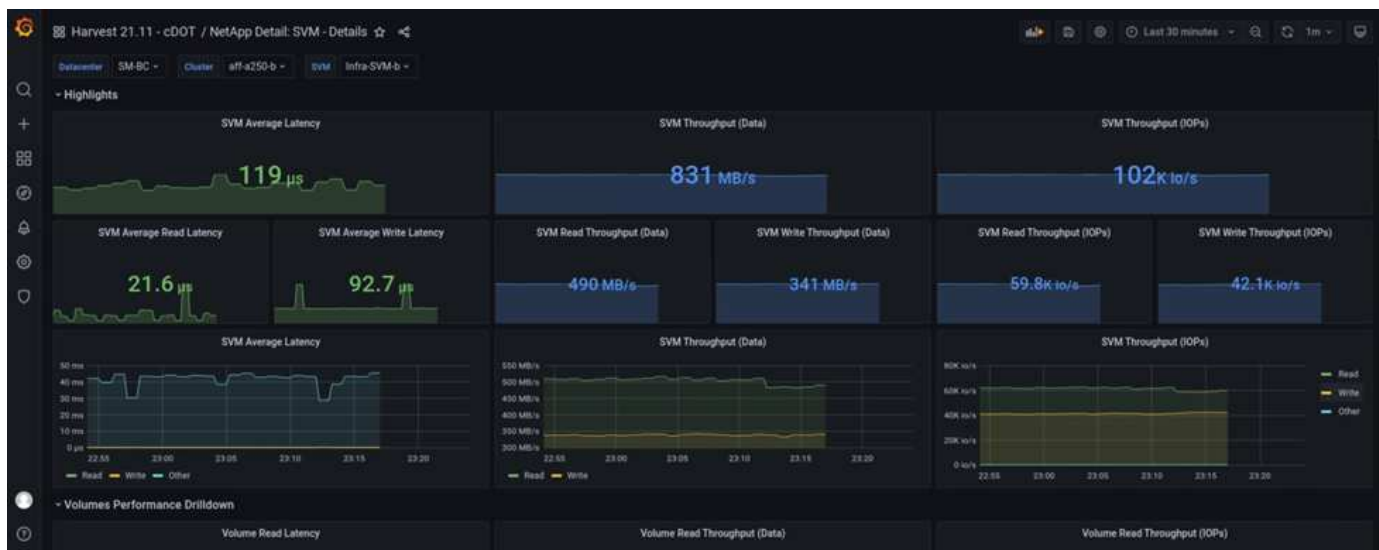 Harvest 21.11 - cDOT / NetApp Detail: SVM - Details
Last 30 minutes
1m
Datacenter SM-BC Cluster aff-a250-b SVM Infra-SVM-b
Highlights
SVM Average Latency
119 µs
SVM Throughput (Data)
831 MB/s
SVM Throughput (IOPs)
102K io/s
SVM Average Read Latency
21.6 µs
SVM Average Write Latency
92.7 µs
SVM Read Throughput (Data)
490 MB/s
SVM Write Throughput (Data)
341 MB/s
SVM Read Throughput (IOPs)
59.8K io/s
SVM Write Throughput (IOPs)
42.1K io/s
SVM Average Latency
50 ms
40 ms
30 ms
20 ms
10 ms
0 µs
22:55 23:00 23:05 23:10 23:15 23:20
Read Write Other
SVM Throughput (Data)
550 MB/s
500 MB/s
450 MB/s
400 MB/s
350 MB/s
300 MB/s
22:55 23:00 23:05 23:10 23:15 23:20
Read Write
SVM Throughput (IOPs)
80K io/s
60K io/s
40K io/s
20K io/s
0 io/s
22:55 23:00 23:05 23:10 23:15 23:20
Read
Write
Other
Volumes Performance Drilldown
Volume Read Latency
Volume Read Throughput (Data)
Volume Read Throughput (IOPs)